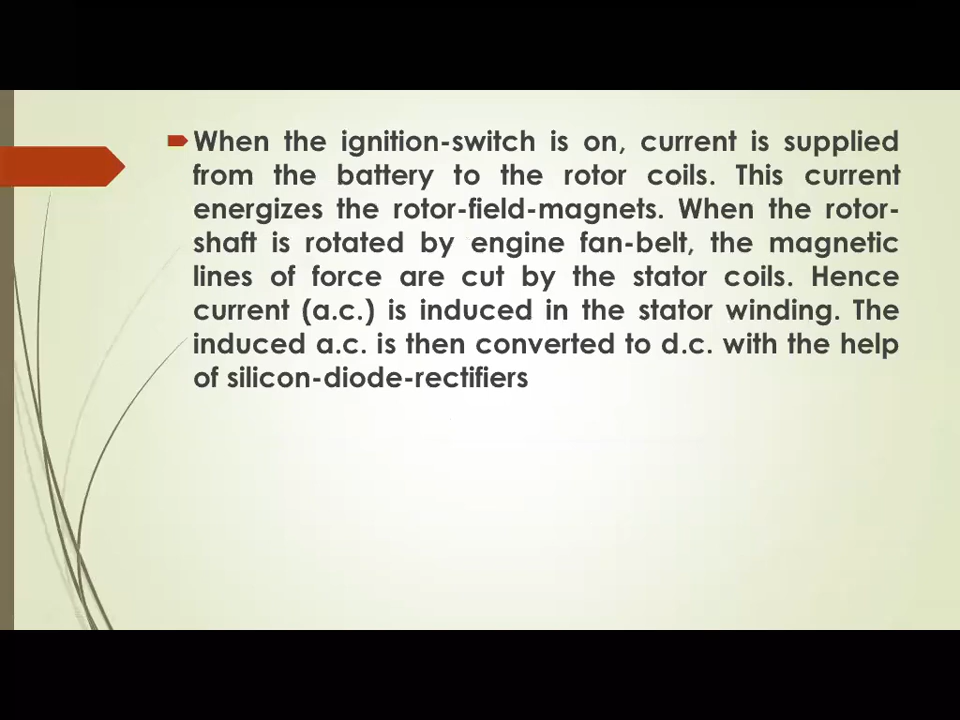 When the ignition-switch is on, current is supplied
from the battery to the rotor coils. This current
energizes the rotor-field-magnets. When the rotor-
shaft is rotated by engine fan-belt, the magnetic
lines of force are cut by the stator coils. Hence
current (a.c.) is induced in the stator winding. The
induced a.c. is then converted to d.c. with the help
of silicon-diode-rectifiers